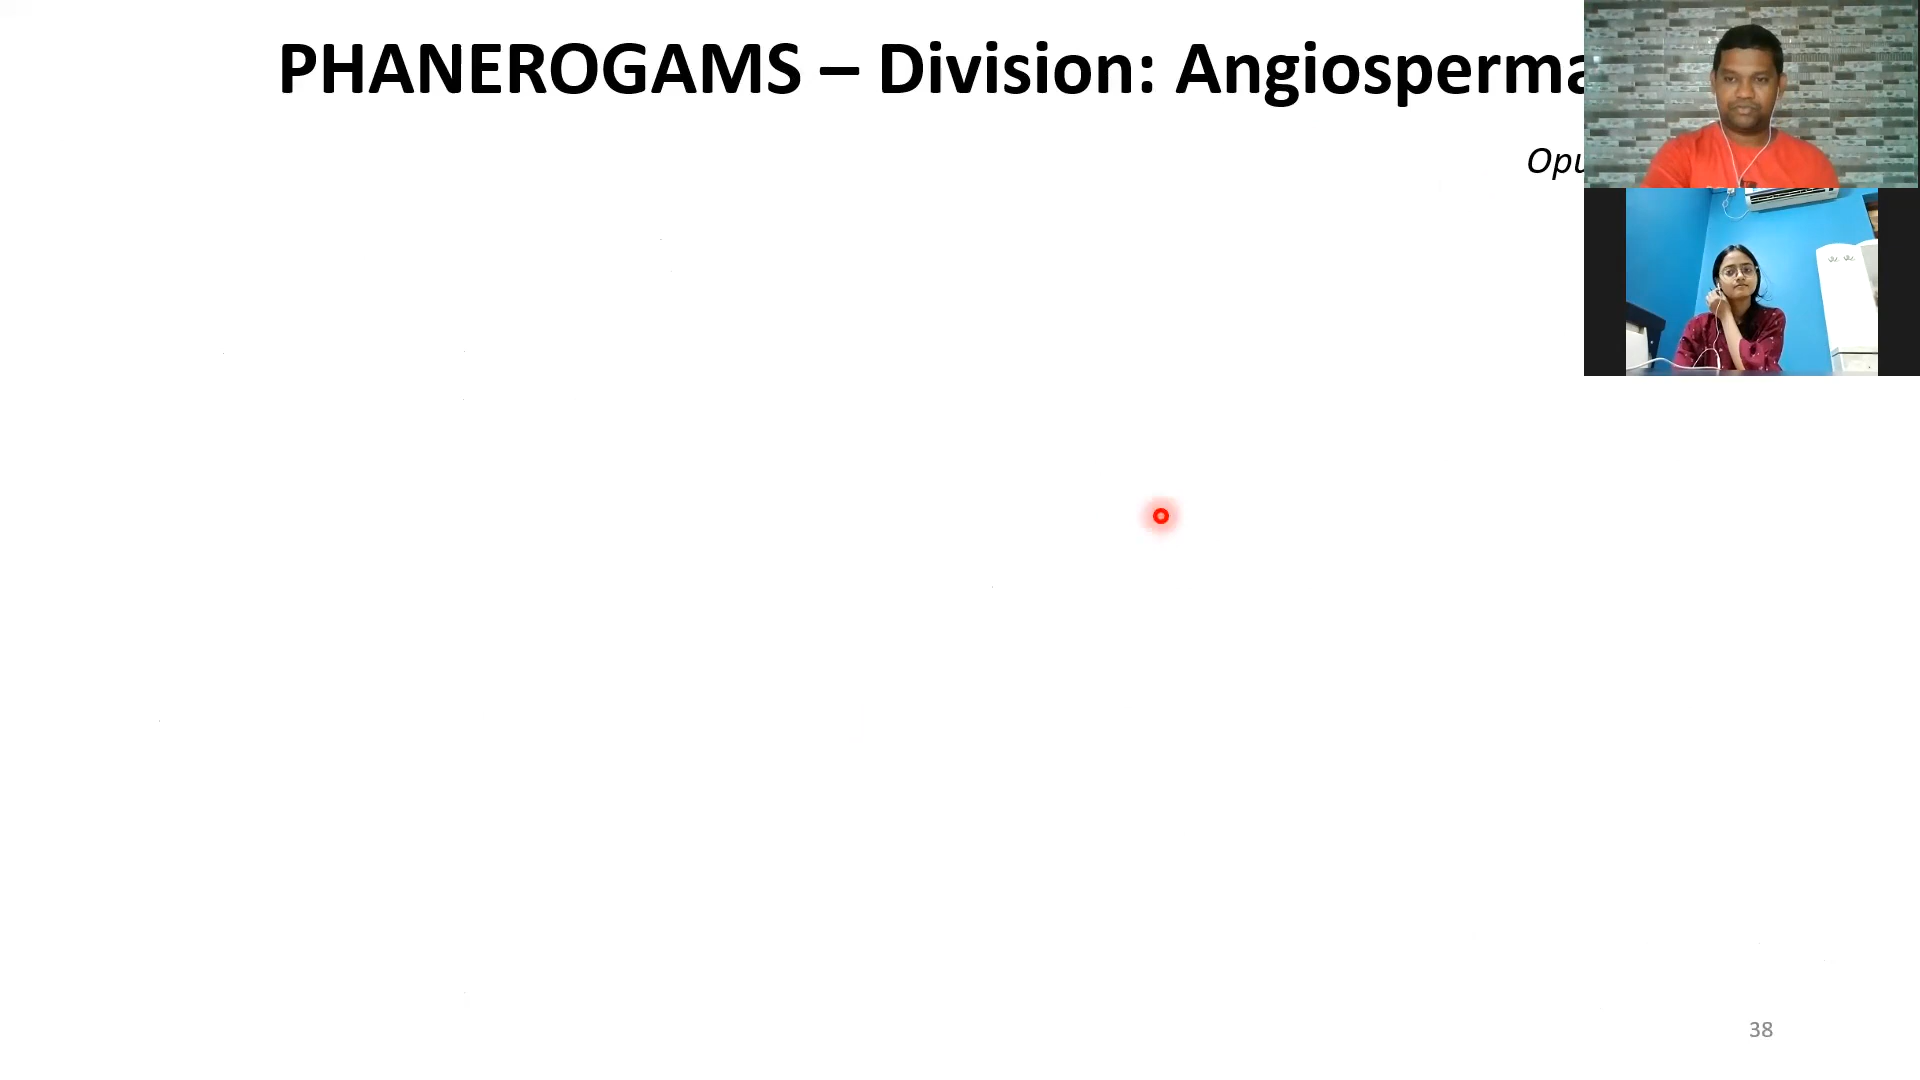 PHANEROGAMS – Division: Angiosperma
Opu
38